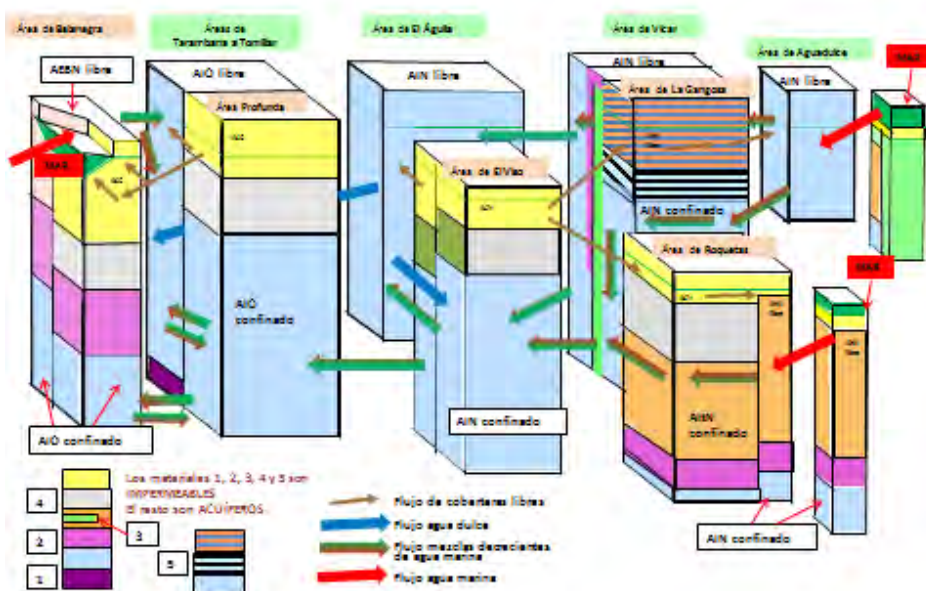 Área de Balanegra
Áreas de
Tarambana a Tomillar
Área de El Águila
Área de Vícar
Área de Aguadulce
MAR
AEBN libre
AIO libre
AIN libre
AIN libre
AIN libre
Área Profunda
Área de La Gangosa
MAR
Área de El Viso
AIN confinado
Área de Roquetas
MAR
AIO
confinado
AIN
confinado
AIO confinado
AIN confinado
Los materiales 1, 2, 3, 4 y 5 son
IMPERMEABLES
El resto son ACUÍFEROS.
4
3
2
5
1
Flujo de coberteras libres
Flujo agua dulce
Flujo mezclas decrecientes
de agua marina
Flujo agua marina
AIN confinado